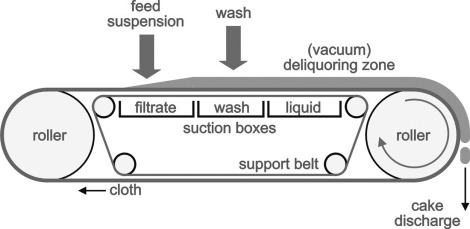 feed
suspension
wash
(vacuum)
deliquoring zone
filtrate
wash
liquid
suction boxes
roller
roller
support belt
cloth
cake
discharge